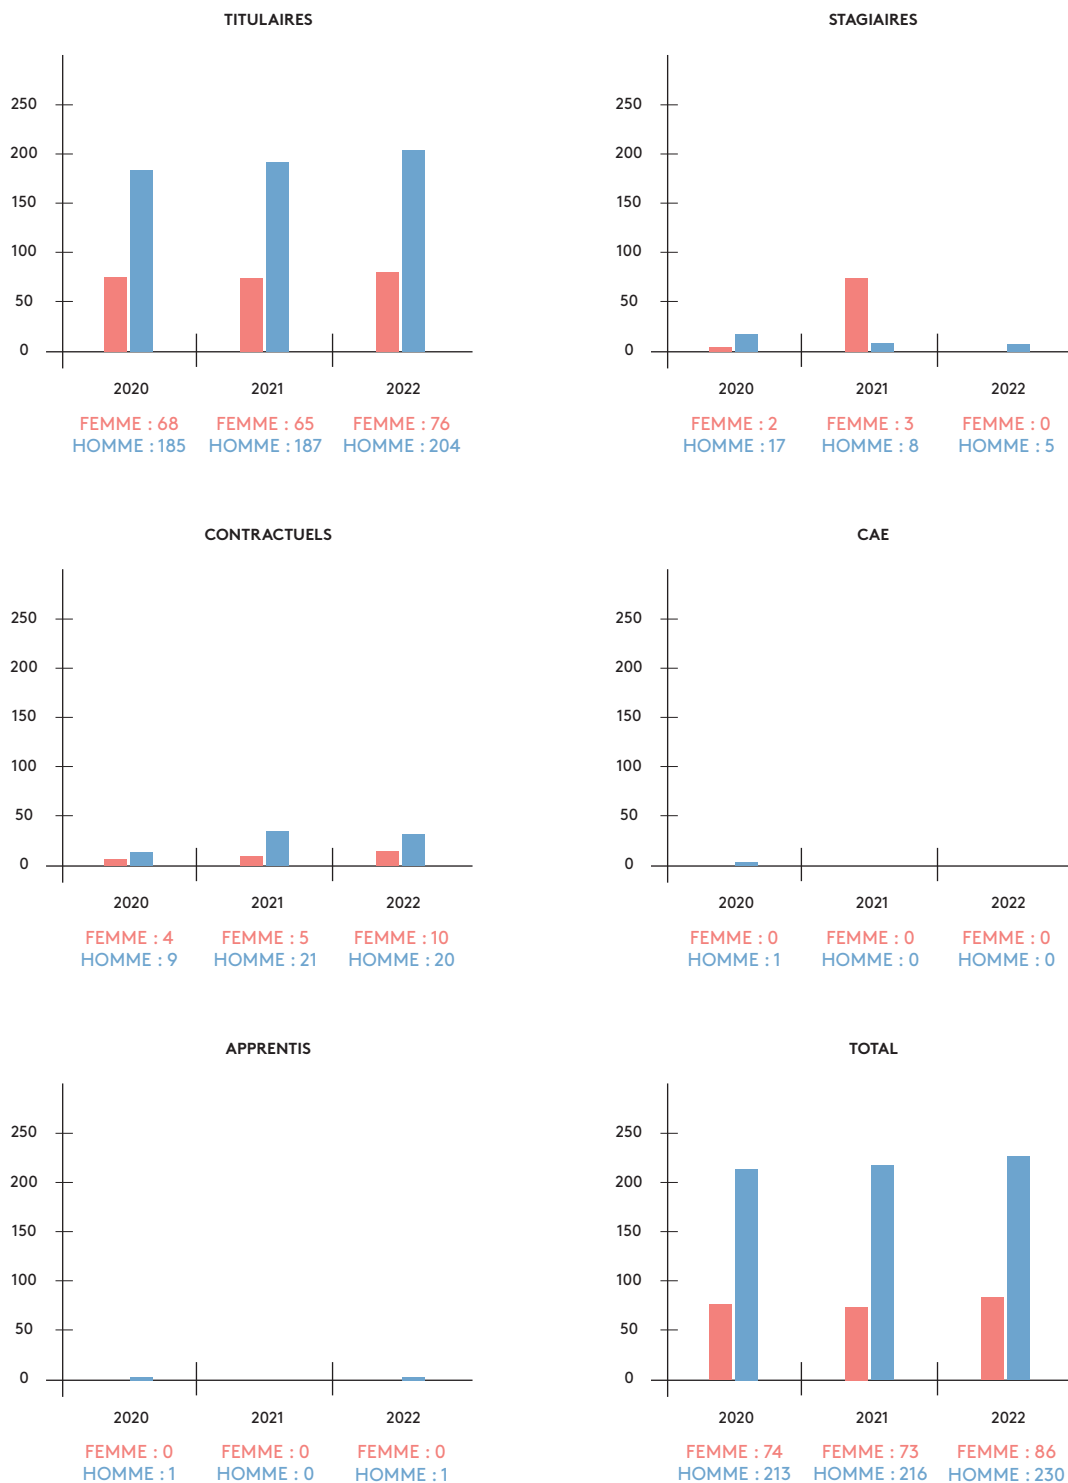 TITULAIRES
250
200
150
100
50
0
2020 2021 2022
FEMME : 68 FEMME : 65 FEMME : 76
HOMME : 185 HOMME : 187 HOMME : 204
STAGIAIRES
250
200
150
100
50
0
2020 2021 2022
FEMME : 2 FEMME : 3 FEMME : 0
HOMME : 17 HOMME : 8 HOMME : 5
CONTRACTUELS
250
200
150
100
50
0
2020 2021 2022
FEMME : 4 FEMME : 5 FEMME : 10
HOMME : 9 HOMME : 21 HOMME : 20
CAE
250
200
150
100
50
0
2020 2021 2022
FEMME : 0 FEMME : 0 FEMME : 0
HOMME : 1 HOMME : 0 HOMME : 0
APPRENTIS
250
200
150
100
50
0
2020 2021 2022
FEMME : 0 FEMME : 0 FEMME : 0
HOMME : 1 HOMME : 0 HOMME : 1
TOTAL
250
200
150
100
50
0
2020 2021 2022
FEMME : 74 FEMME : 73 FEMME : 86
HOMME : 213 HOMME : 216 HOMME : 230